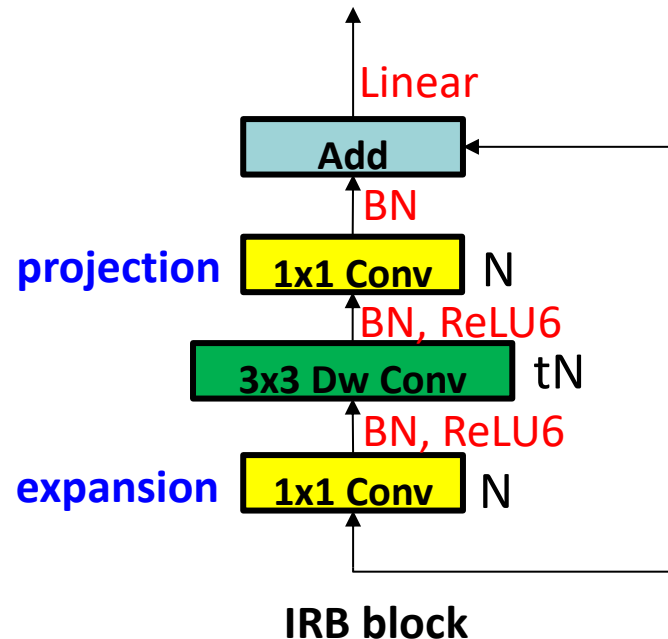 Linear
Add
BN
projection 1x1 Conv N
BN, ReLU6
3x3 Dw Conv tN
BN, ReLU6
expansion 1x1 Conv N
IRB block